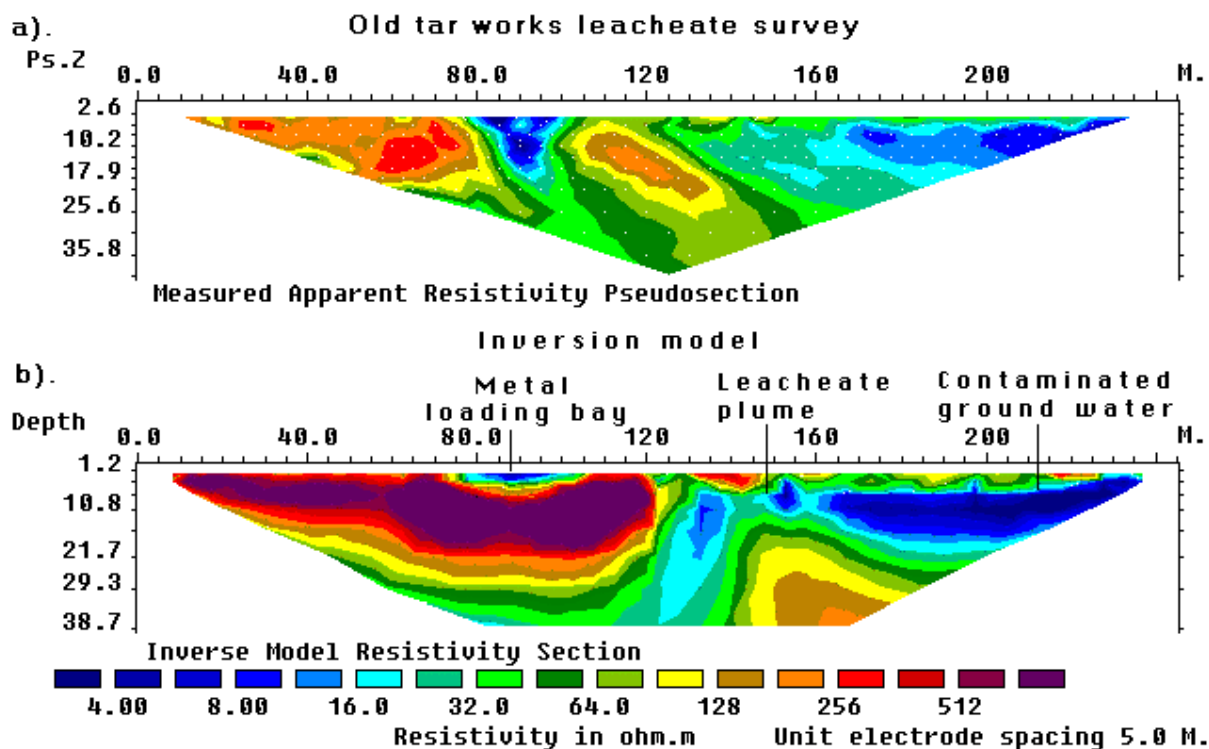 a).
Old tar works leacheate survey
Ps.Z
0.0 40.0 80.0 120 160 200 M.
2.6
10.2
17.9
25.6
35.8
Measured Apparent Resistivity Pseudosection
Inversion model
b).
Metal loading bay
Leacheate plume
Contaminated ground water
Depth
0.0 40.0 80.0 120 160 200 M.
1.2
10.8
21.7
29.3
38.7
Inverse Model Resistivity Section
4.00 8.00 16.0 32.0 64.0 128 256 512
Resistivity in ohm.m
Unit electrode spacing 5.0 M.